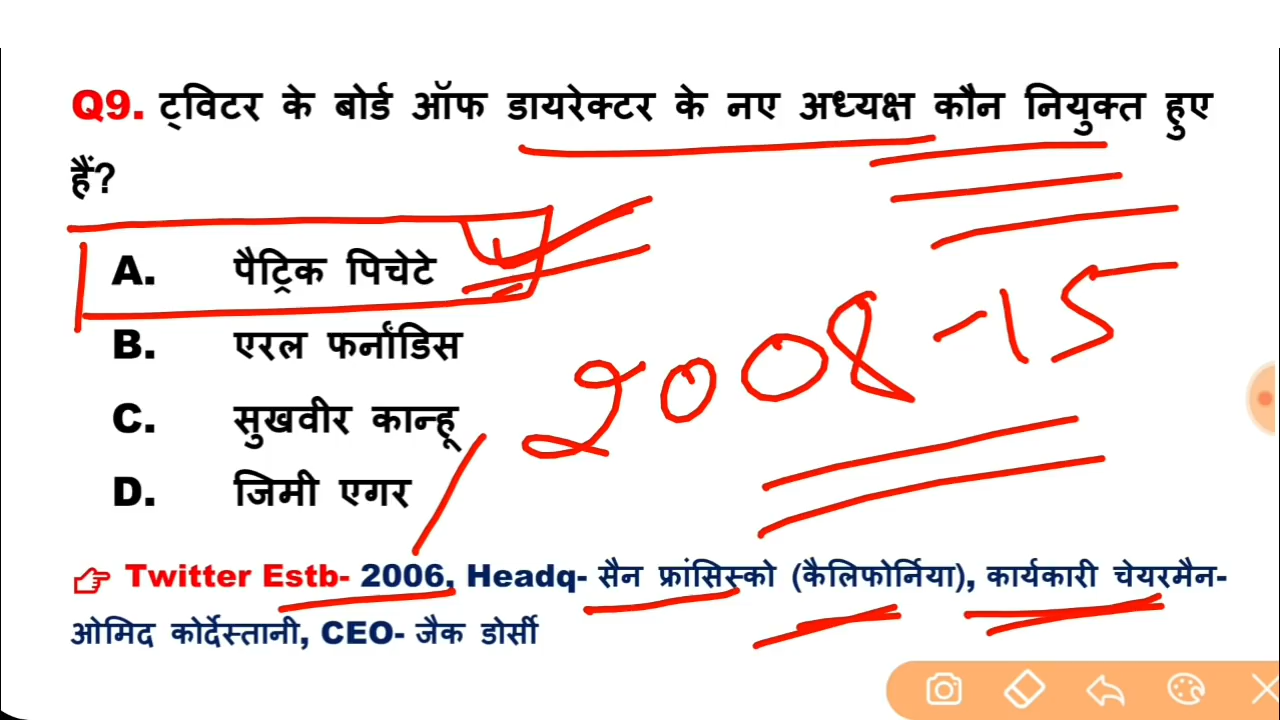 Q9. ट्विटर के बोर्ड ऑफ डायरेक्टर के नए अध्यक्ष कौन नियुक्त हुए
हैं?
A. पैट्रिक पिचेटे
B. एरल फर्नांडिस
2008-15
C. सुखवीर कान्हू
D. जिमी एगर
Twitter Estb- 2006, Headq- सैन फ्रांसिस्को (कैलिफोर्निया), कार्यकारी चेयरमैन-
ओमिद कोर्देस्तानी, CEO- जैक डोर्सी